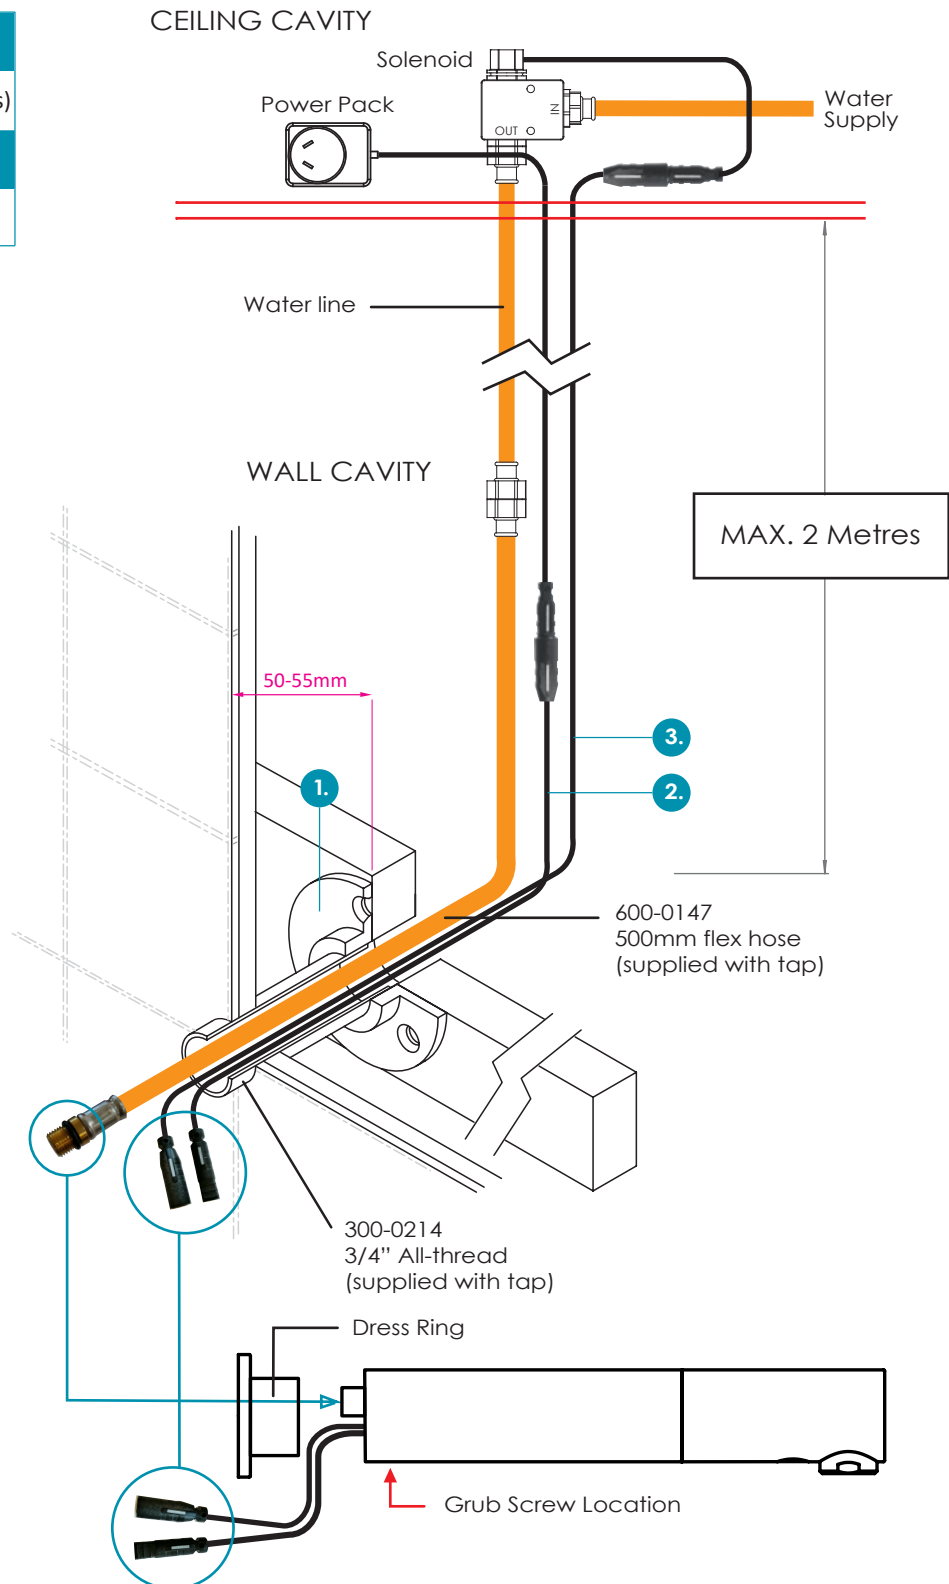 CEILING CAVITY
s)
Solenoid
Power Pack
IN
OUT
Water
Supply
Water line
WALL CAVITY
MAX. 2 Metres
50-55mm
3.
1.
2.
600-0147
500mm flex hose
(supplied with tap)
300-0214
3/4” All-thread
(supplied with tap)
Dress Ring
Grub Screw Location